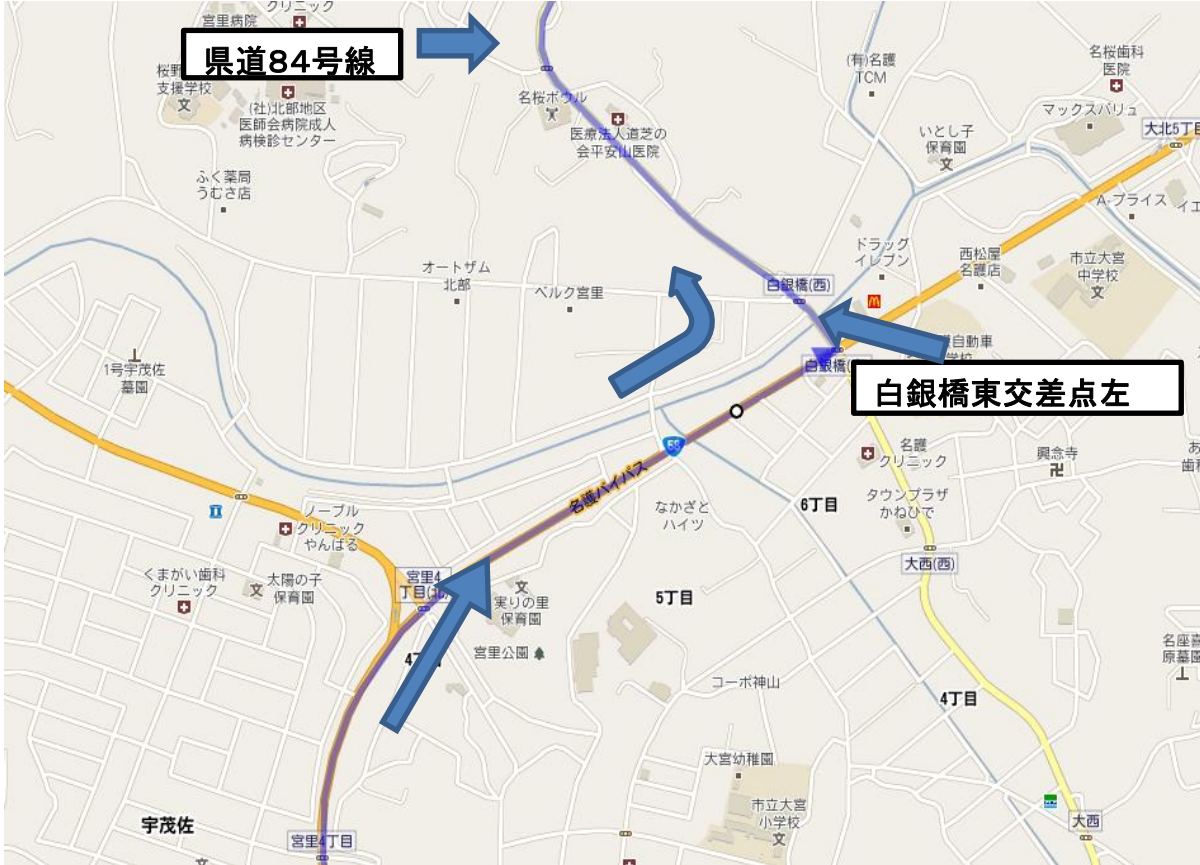 クリニック
宮里病院
県道84号線
支援学校
(社)北部地区
医師会病院成人
病検診センター
名桜ボウル
医療法人道芝の
会平安山医院
(有)名護
TCM
名桜歯科
医院
マックスバリュ
大北5丁目
いとし子
保育園
ふく薬局
うむさ店
A-プライス
ドラッグ
イレブン
西松屋
名護店
市立大宮
中学校
オートザム
北部
ベルク宮里
白銀橋(西)
自動車
白銀橋(
1号宇茂佐
墓園
白銀橋東交差点左
58
名護バイパス
名護
クリニック
興念寺
タウンプラザ
かねひで
6丁目
なかざと
ハイツ
ノーブル
クリニック
やんばる
大西(西)
くまがい歯科
クリニック
太陽の子
保育園
宮里4
丁目(北)
実りの里
保育園
5丁目
宮里公園
コーポ神山
4丁目
名座喜
原墓園
大宮幼稚園
市立大宮
小学校
大西
宇茂佐
宮里4丁目